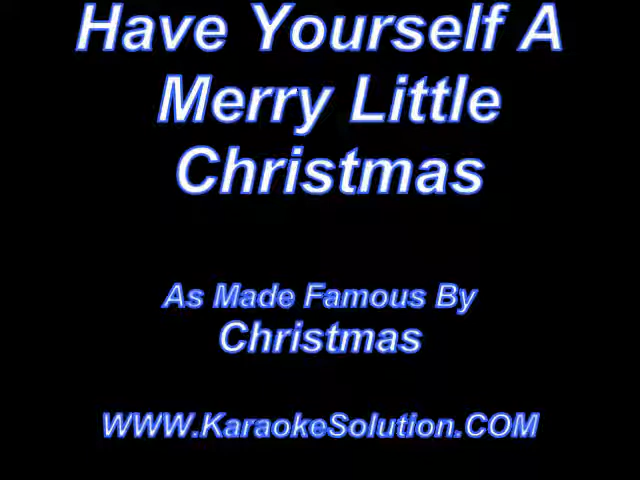 Have Yourself A
Merry Little
Christmas
As Made Famous By
Christmas
WWW.KaraokeSolution.COM